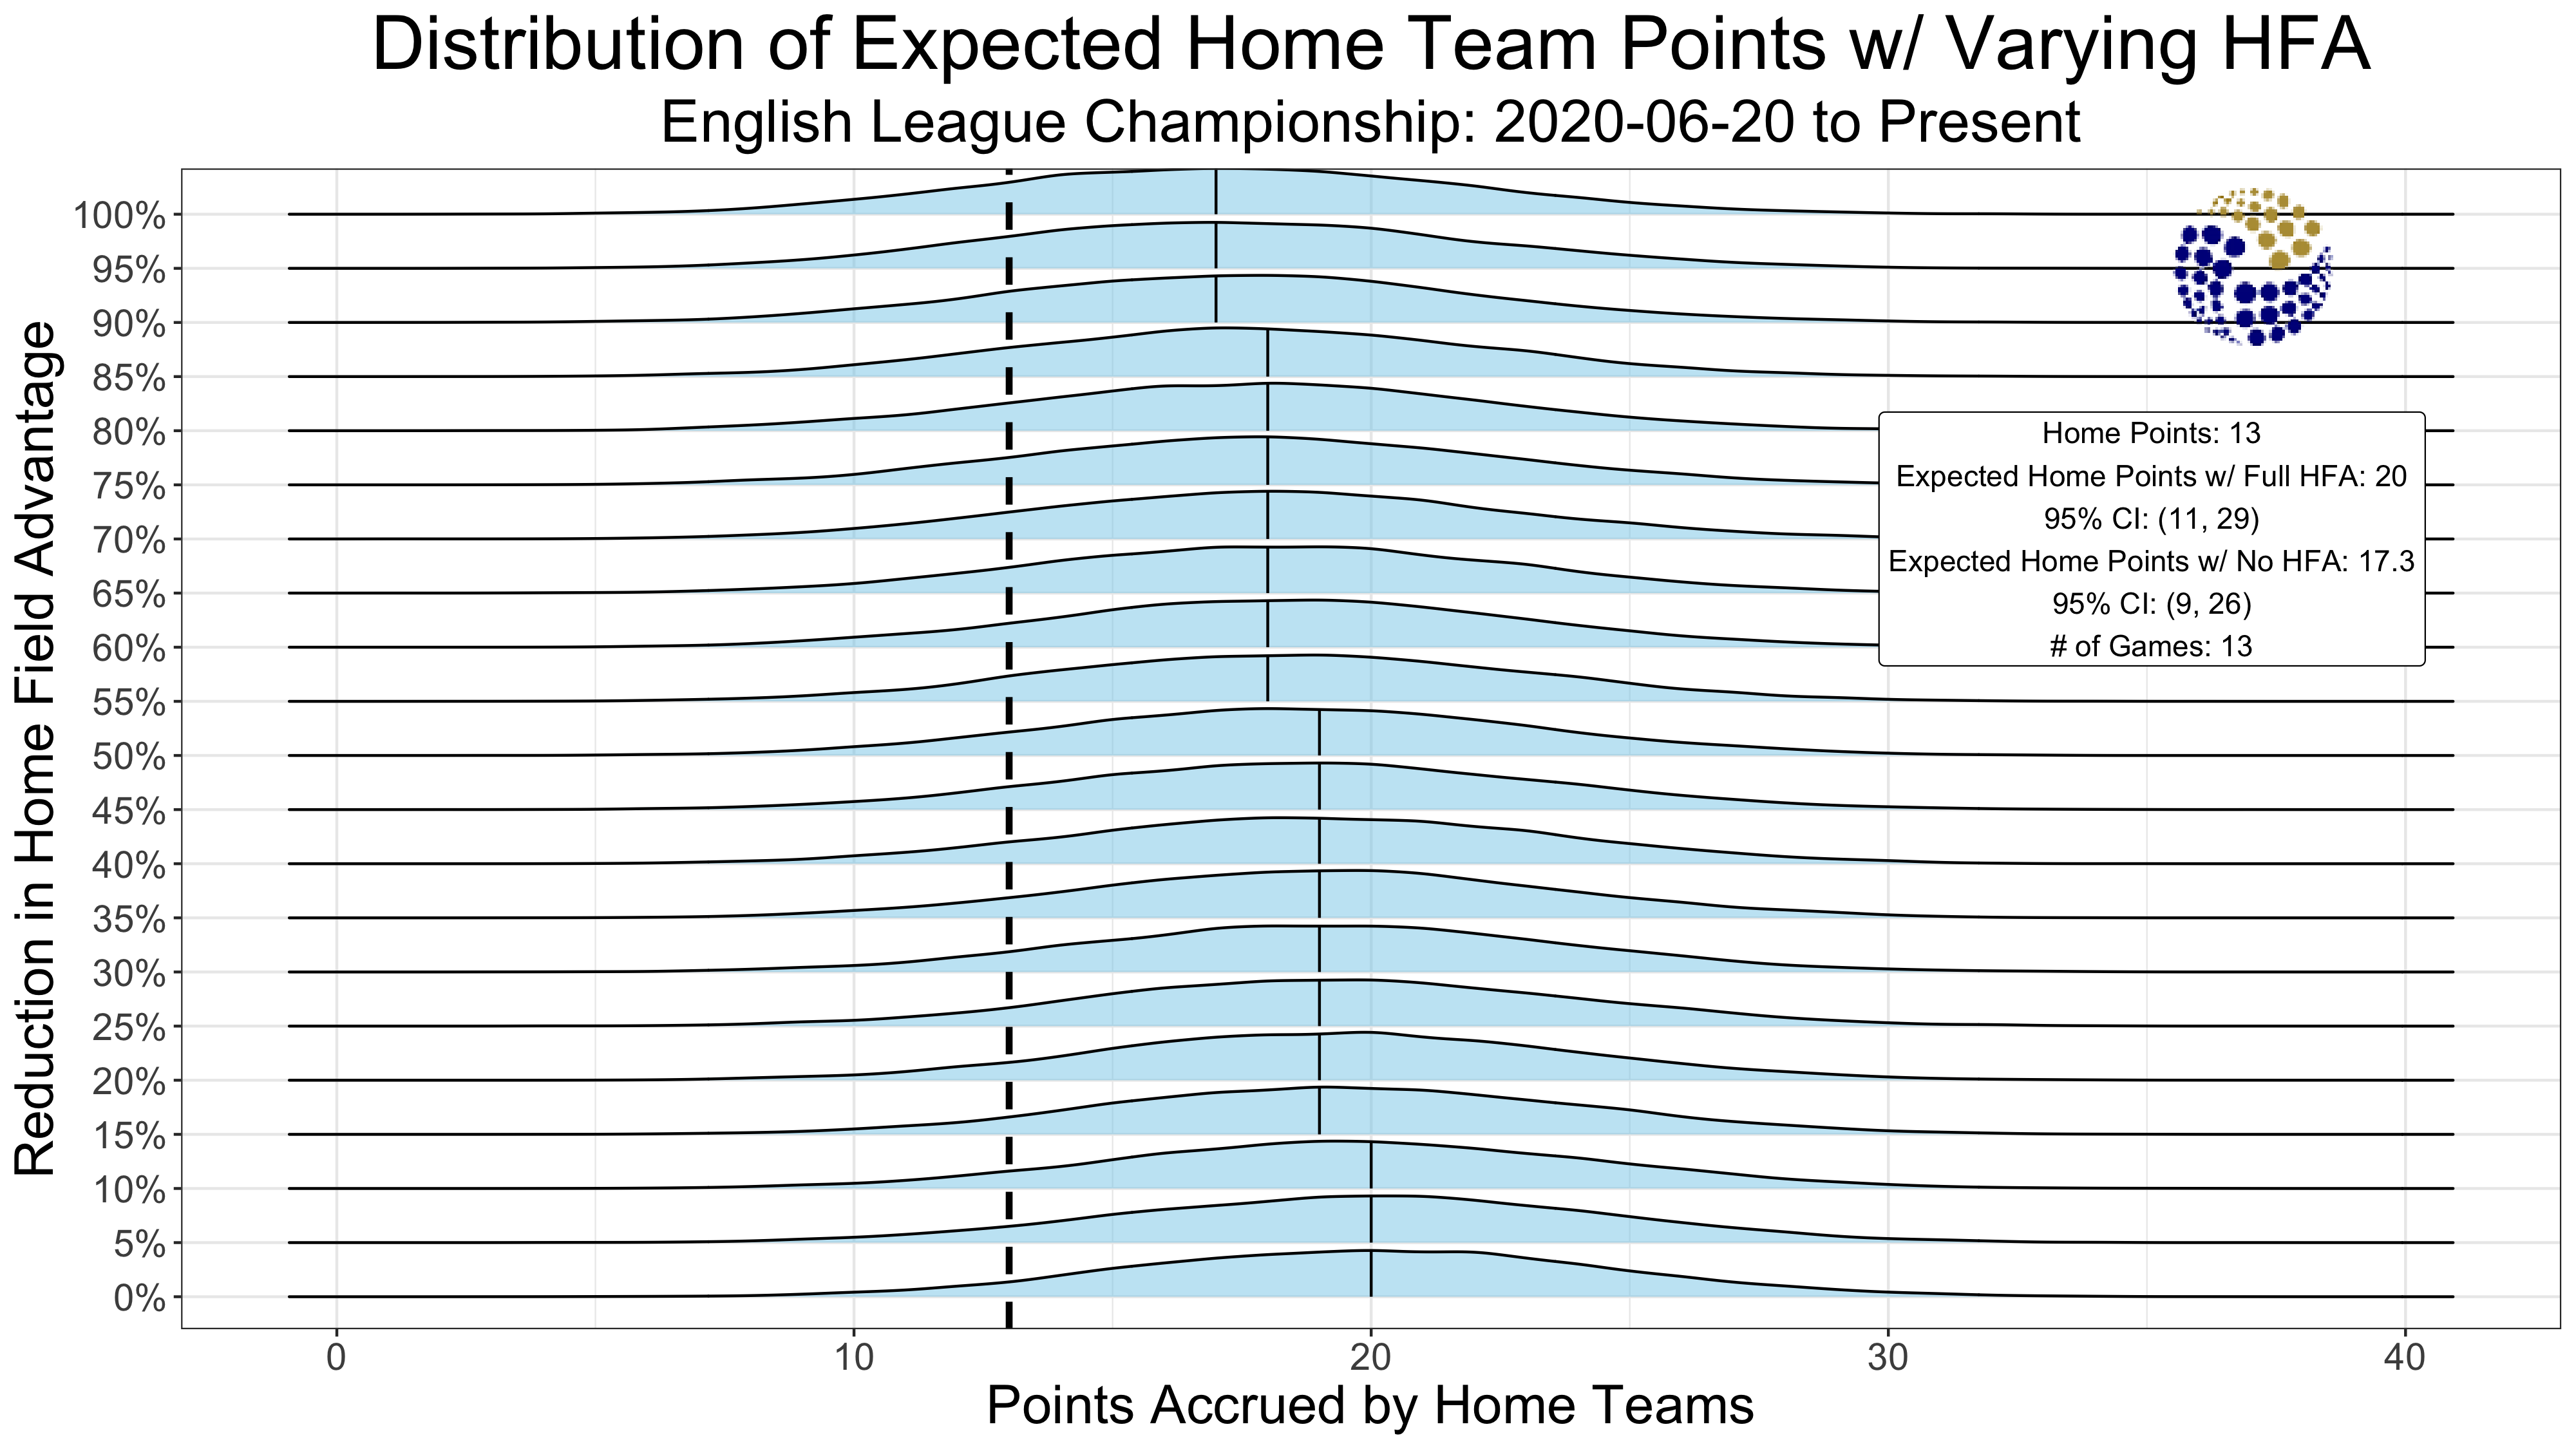 Distribution of Expected Home Team Points w/ Varying HFA
English League Championship: 2020-06-20 to Present
Reduction in Home Field Advantage
100%
95%
90%
85%
80%
75%
70%
65%
60%
55%
50%
45%
40%
35%
30%
25%
20%
15%
10%
5%
0%
Home Points: 13
Expected Home Points w/ Full HFA: 20
95% CI: (11, 29)
Expected Home Points w/ No HFA: 17.3
95% CI: (9, 26)
# of Games: 13
0 10 20 30 40
Points Accrued by Home Teams